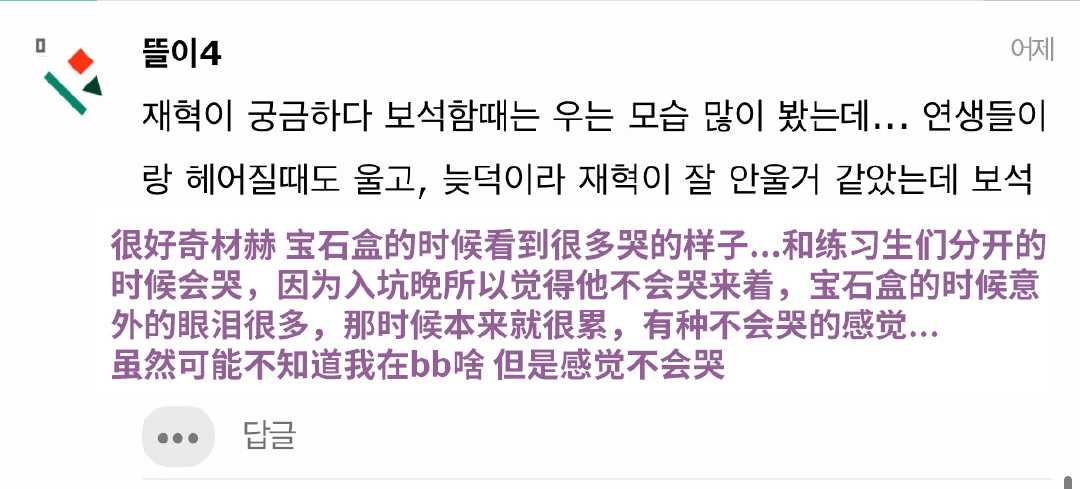 뜰이4
어제
재혁이 궁금하다 보석함때는 우는 모습 많이 봤는데... 연생들이
랑 헤어질때도 울고, 늦덕이라 재혁이 잘 안울거 같았는데 보석
很好奇材赫 宝石盒的时候看到很多哭的样子...和练习生们分开的
时候会哭，因为入坑晚所以觉得他不会哭来着，宝石盒的时候意
外的眼泪很多，那时候本来就很累，有种不会哭的感觉...
虽然可能不知道我在bb啥 但是感觉不会哭
답글